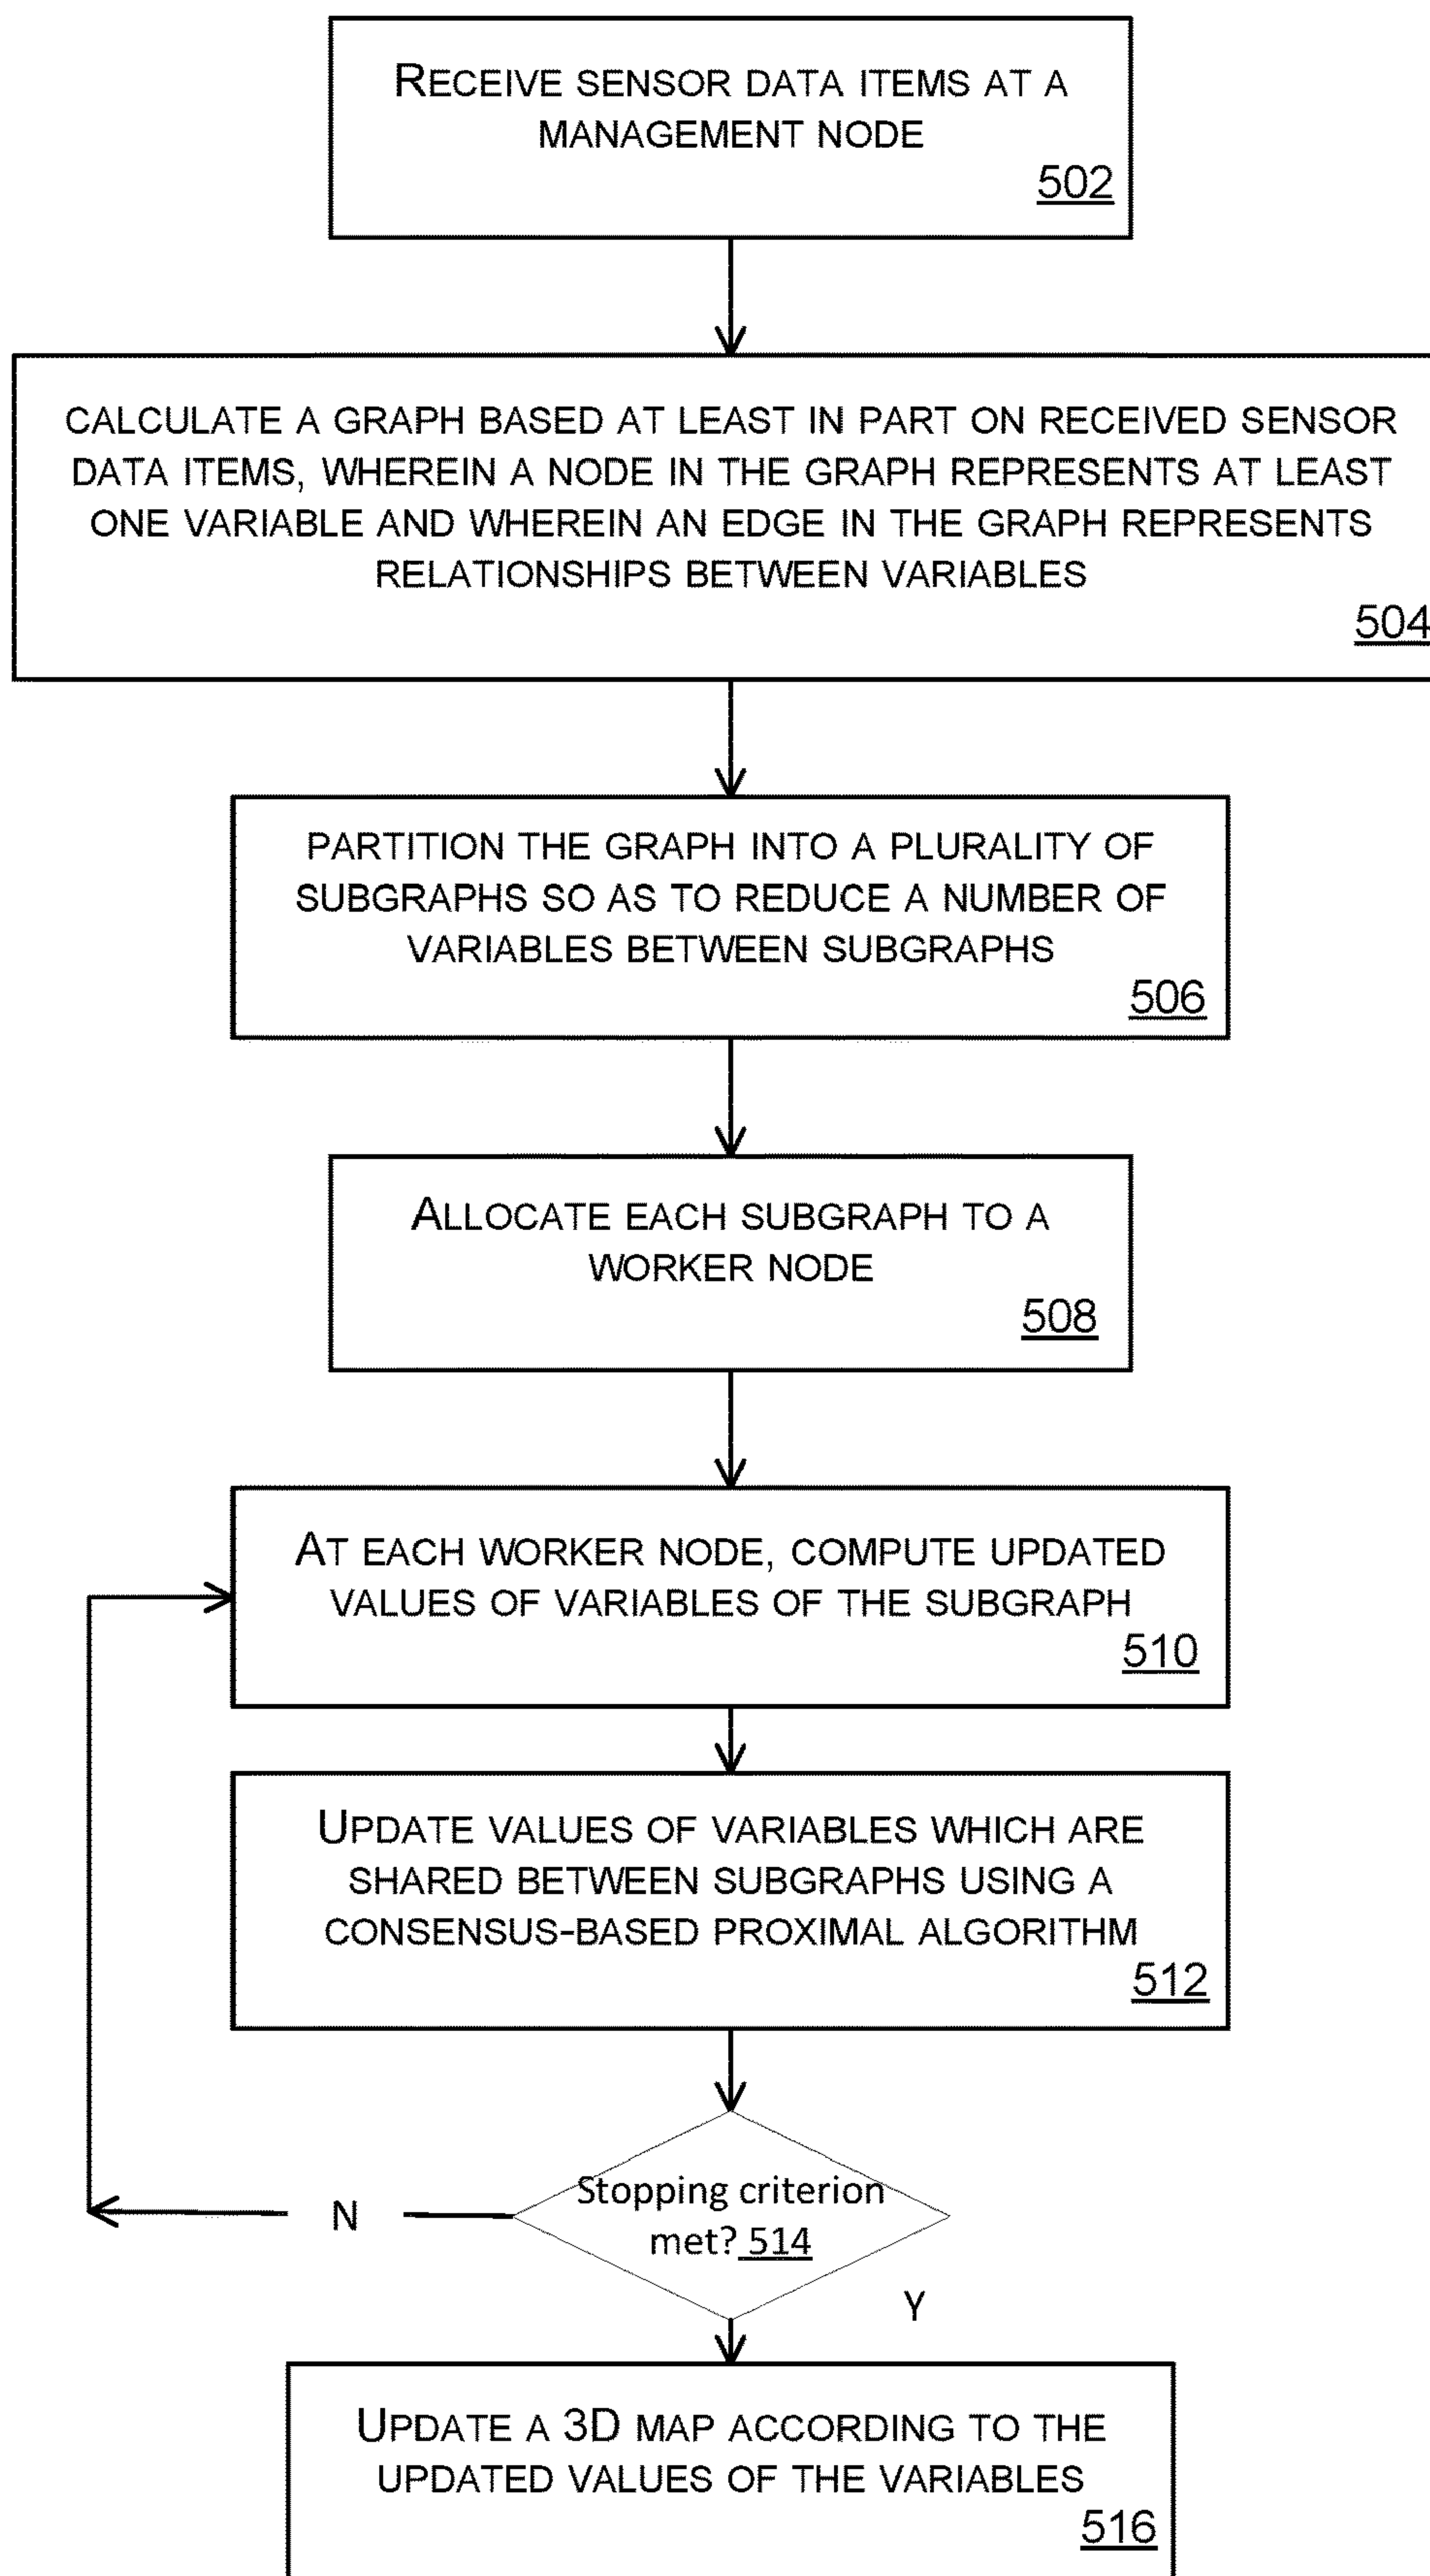 RECEIVE SENSOR DATA ITEMS AT A
MANAGEMENT NODE
502
CALCULATE A GRAPH BASED AT LEAST IN PART ON RECEIVED SENSOR
DATA ITEMS, WHEREIN A NODE IN THE GRAPH REPRESENTS AT LEAST
ONE VARIABLE AND WHEREIN AN EDGE IN THE GRAPH REPRESENTS
RELATIONSHIPS BETWEEN VARIABLES
504
PARTITION THE GRAPH INTO A PLURALITY OF
SUBGRAPHS SO AS TO REDUCE A NUMBER OF
VARIABLES BETWEEN SUBGRAPHS
506
ALLOCATE EACH SUBGRAPH TO A
WORKER NODE
508
AT EACH WORKER NODE, COMPUTE UPDATED
VALUES OF VARIABLES OF THE SUBGRAPH
510
UPDATE VALUES OF VARIABLES WHICH ARE
SHARED BETWEEN SUBGRAPHS USING A
CONSENSUS-BASED PROXIMAL ALGORITHM
512
Stopping criterion
met? 514
N
Y
UPDATE A 3D MAP ACCORDING TO THE
UPDATED VALUES OF THE VARIABLES
516